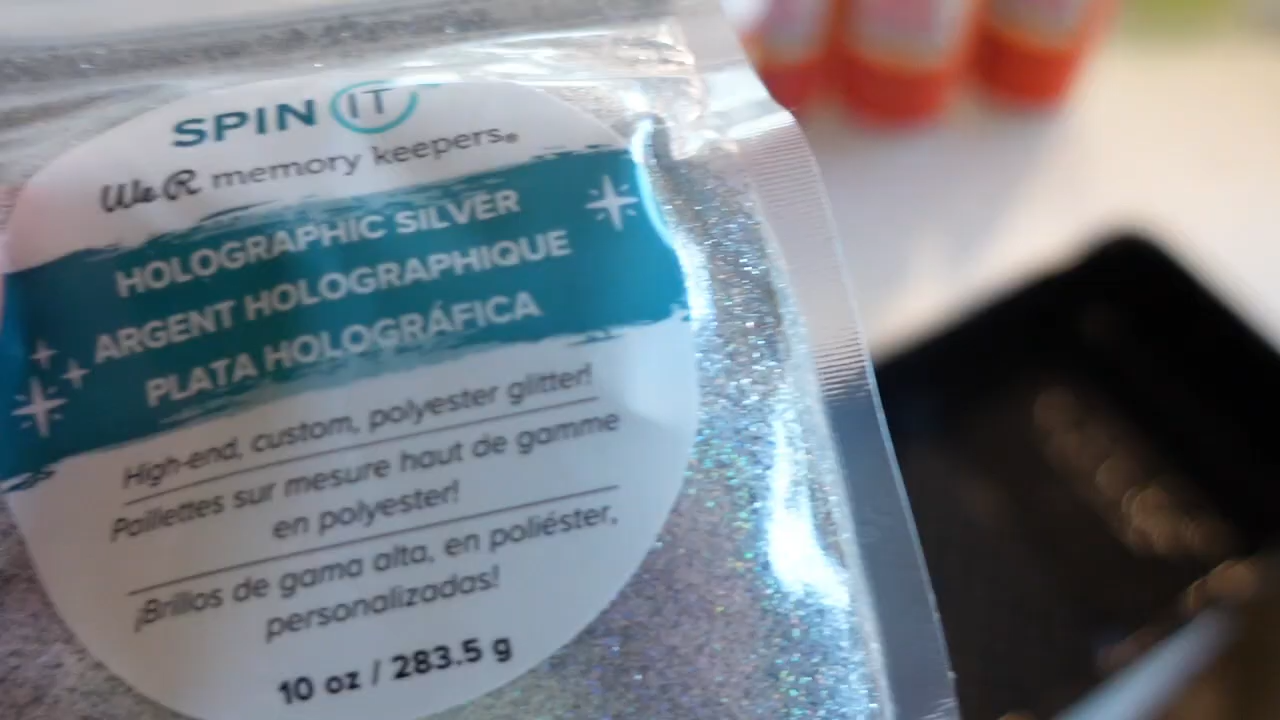 SPIN IT
We R memory keepers®
HOLOGRAPHIC SILVER
ARGENT HOLOGRAPHIQUE
PLATA HOLOGRÁFICA
High-end, custom, polyester glitter!
Paillettes sur mesure haut de gamme
en polyester!
¡Brillos de gama alta, en poliéster,
personalizadas!
10 oz / 283.5 g